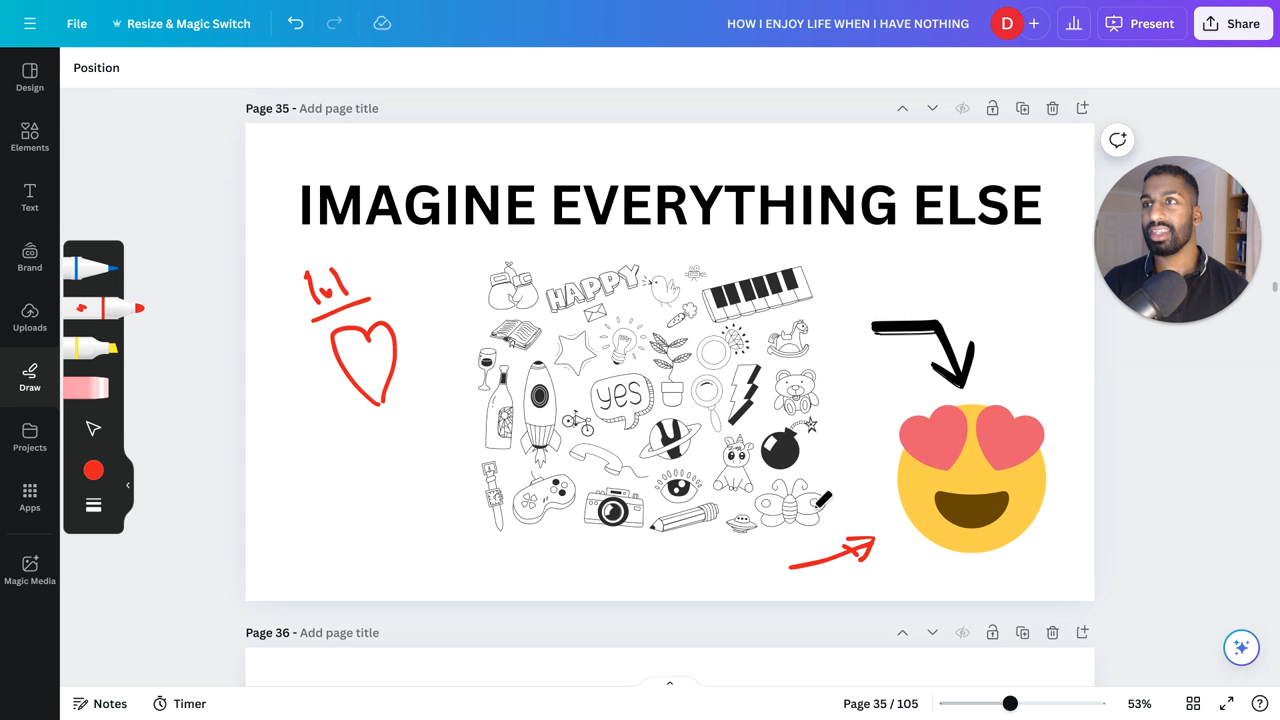 File
Resize & Magic Switch
HOW I ENJOY LIFE WHEN I HAVE NOTHING
D
Present
Share
Position
Design
Elements
Text
Brand
Uploads
Draw
Projects
Apps
Magic Media
Page 35 - Add page title
IMAGINE EVERYTHING ELSE
HAPPY
yes
Page 36 - Add page title
Notes
Timer
Page 35 / 105
53%